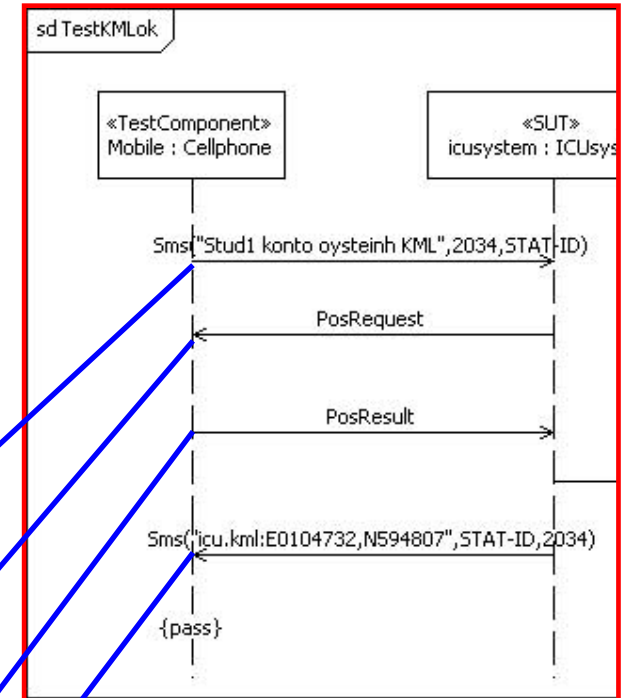 sd TestKMLok
«TestComponent»
Mobile : Cellphone
«SUT»
icusystem : ICUsys
Sms("Stud1 konto oysteinh KML",2034,STAT-ID)
PosRequest
PosResult
Sms("icu.kml:E0104732,N594807",STAT-ID,2034)
{pass}